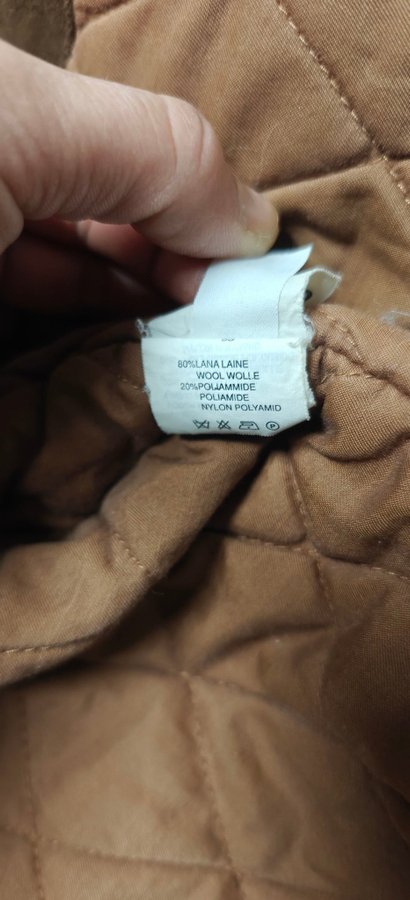 80%LANA LAINE
WOOL WOLLE
20%POLIAMMIDE
POLIAMIDE
NYLON POLYAMID
P